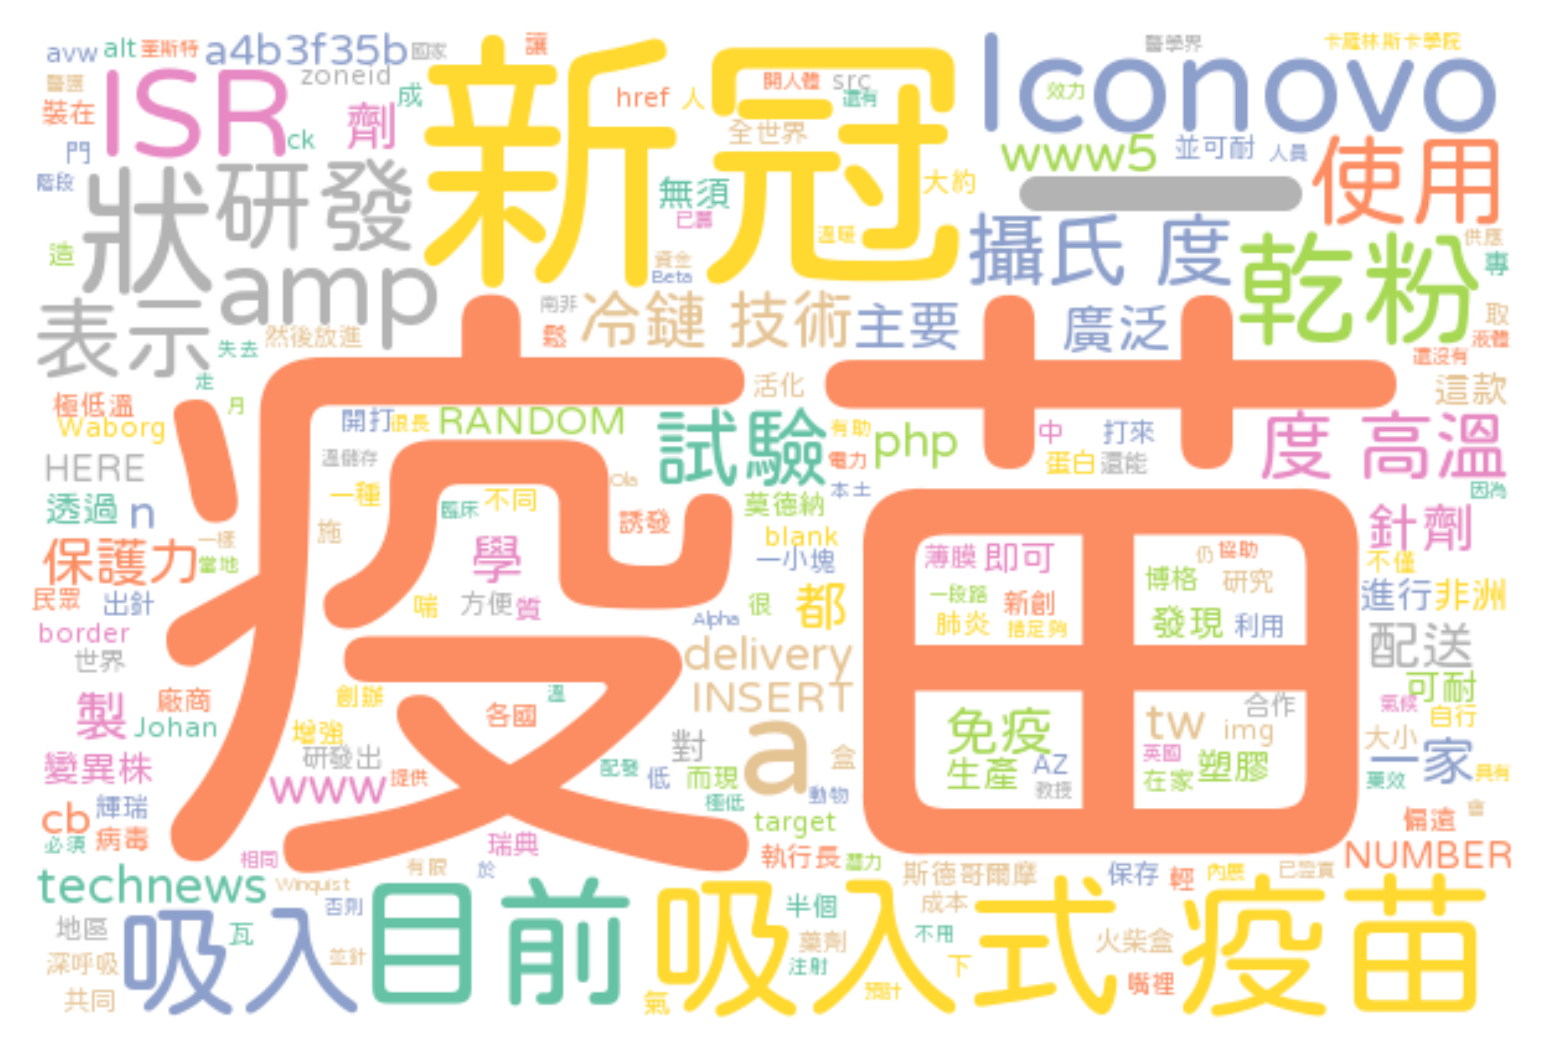 avw alt a4b3f35b 國家 讓 醫學界 卡羅林斯卡學院
醫護 ISR zoneid 成 href 人 開人體 src 還有 效力 Iconovo
裝在 ck 劑 新冠 全世界 www5 並可耐 人員 使用
門 階段 狀 研發 無須 已屬 大約 一
造 amp 溫暖 攝氏 度 乾粉 供應 專
表示 然後放進 資金 Beta 南非 鬆 冷鏈 技術 主要 廣泛 取 液體
失去 走 月 疫苗 活化 還沒有 這款
極低溫 Waborg 開打 很長 RANDOM 試驗 有助 php 中 打來 度 高溫
HERE 溫儲存 Ola 電力 蛋白 還能 本土 因為
透過 n 一種 臨床 不同 誘發 莫德納 針劑
一樣 施 學 blank 一小塊 薄膜 即可 仍 協助 不僅
保護力 當地 博格 研究
民眾 出針 喘 方便 質 很 都 一段路 新創 發現 利用 進行 非洲
border Alpha 肺炎 捨足夠
世界 delivery 配送
製 廠商 創辦 溫 INSERT 合作 可耐 氣候
Johan 增強 各國 a 免疫 tw img 自行
變異株 研發出 對 盒 英國 大小 一家
www 提供 配發 低 而現 生產 AZ 在家 塑膠 藥效 具有
cb 輝瑞 極低 動物 教授 會
必須 病毒 target 偏遠
相同 瑞典 執行長 潛力 NUMBER
technews Winquist 有限 於 斯德哥爾摩 保存 輕 內展 已證實
否則 半個 成本
地區 吸入 瓦 目前 吸入式 藥劑 不用 火柴盒 疫苗
深呼吸 並針 注射 下
共同 氣 預計 嘴裡